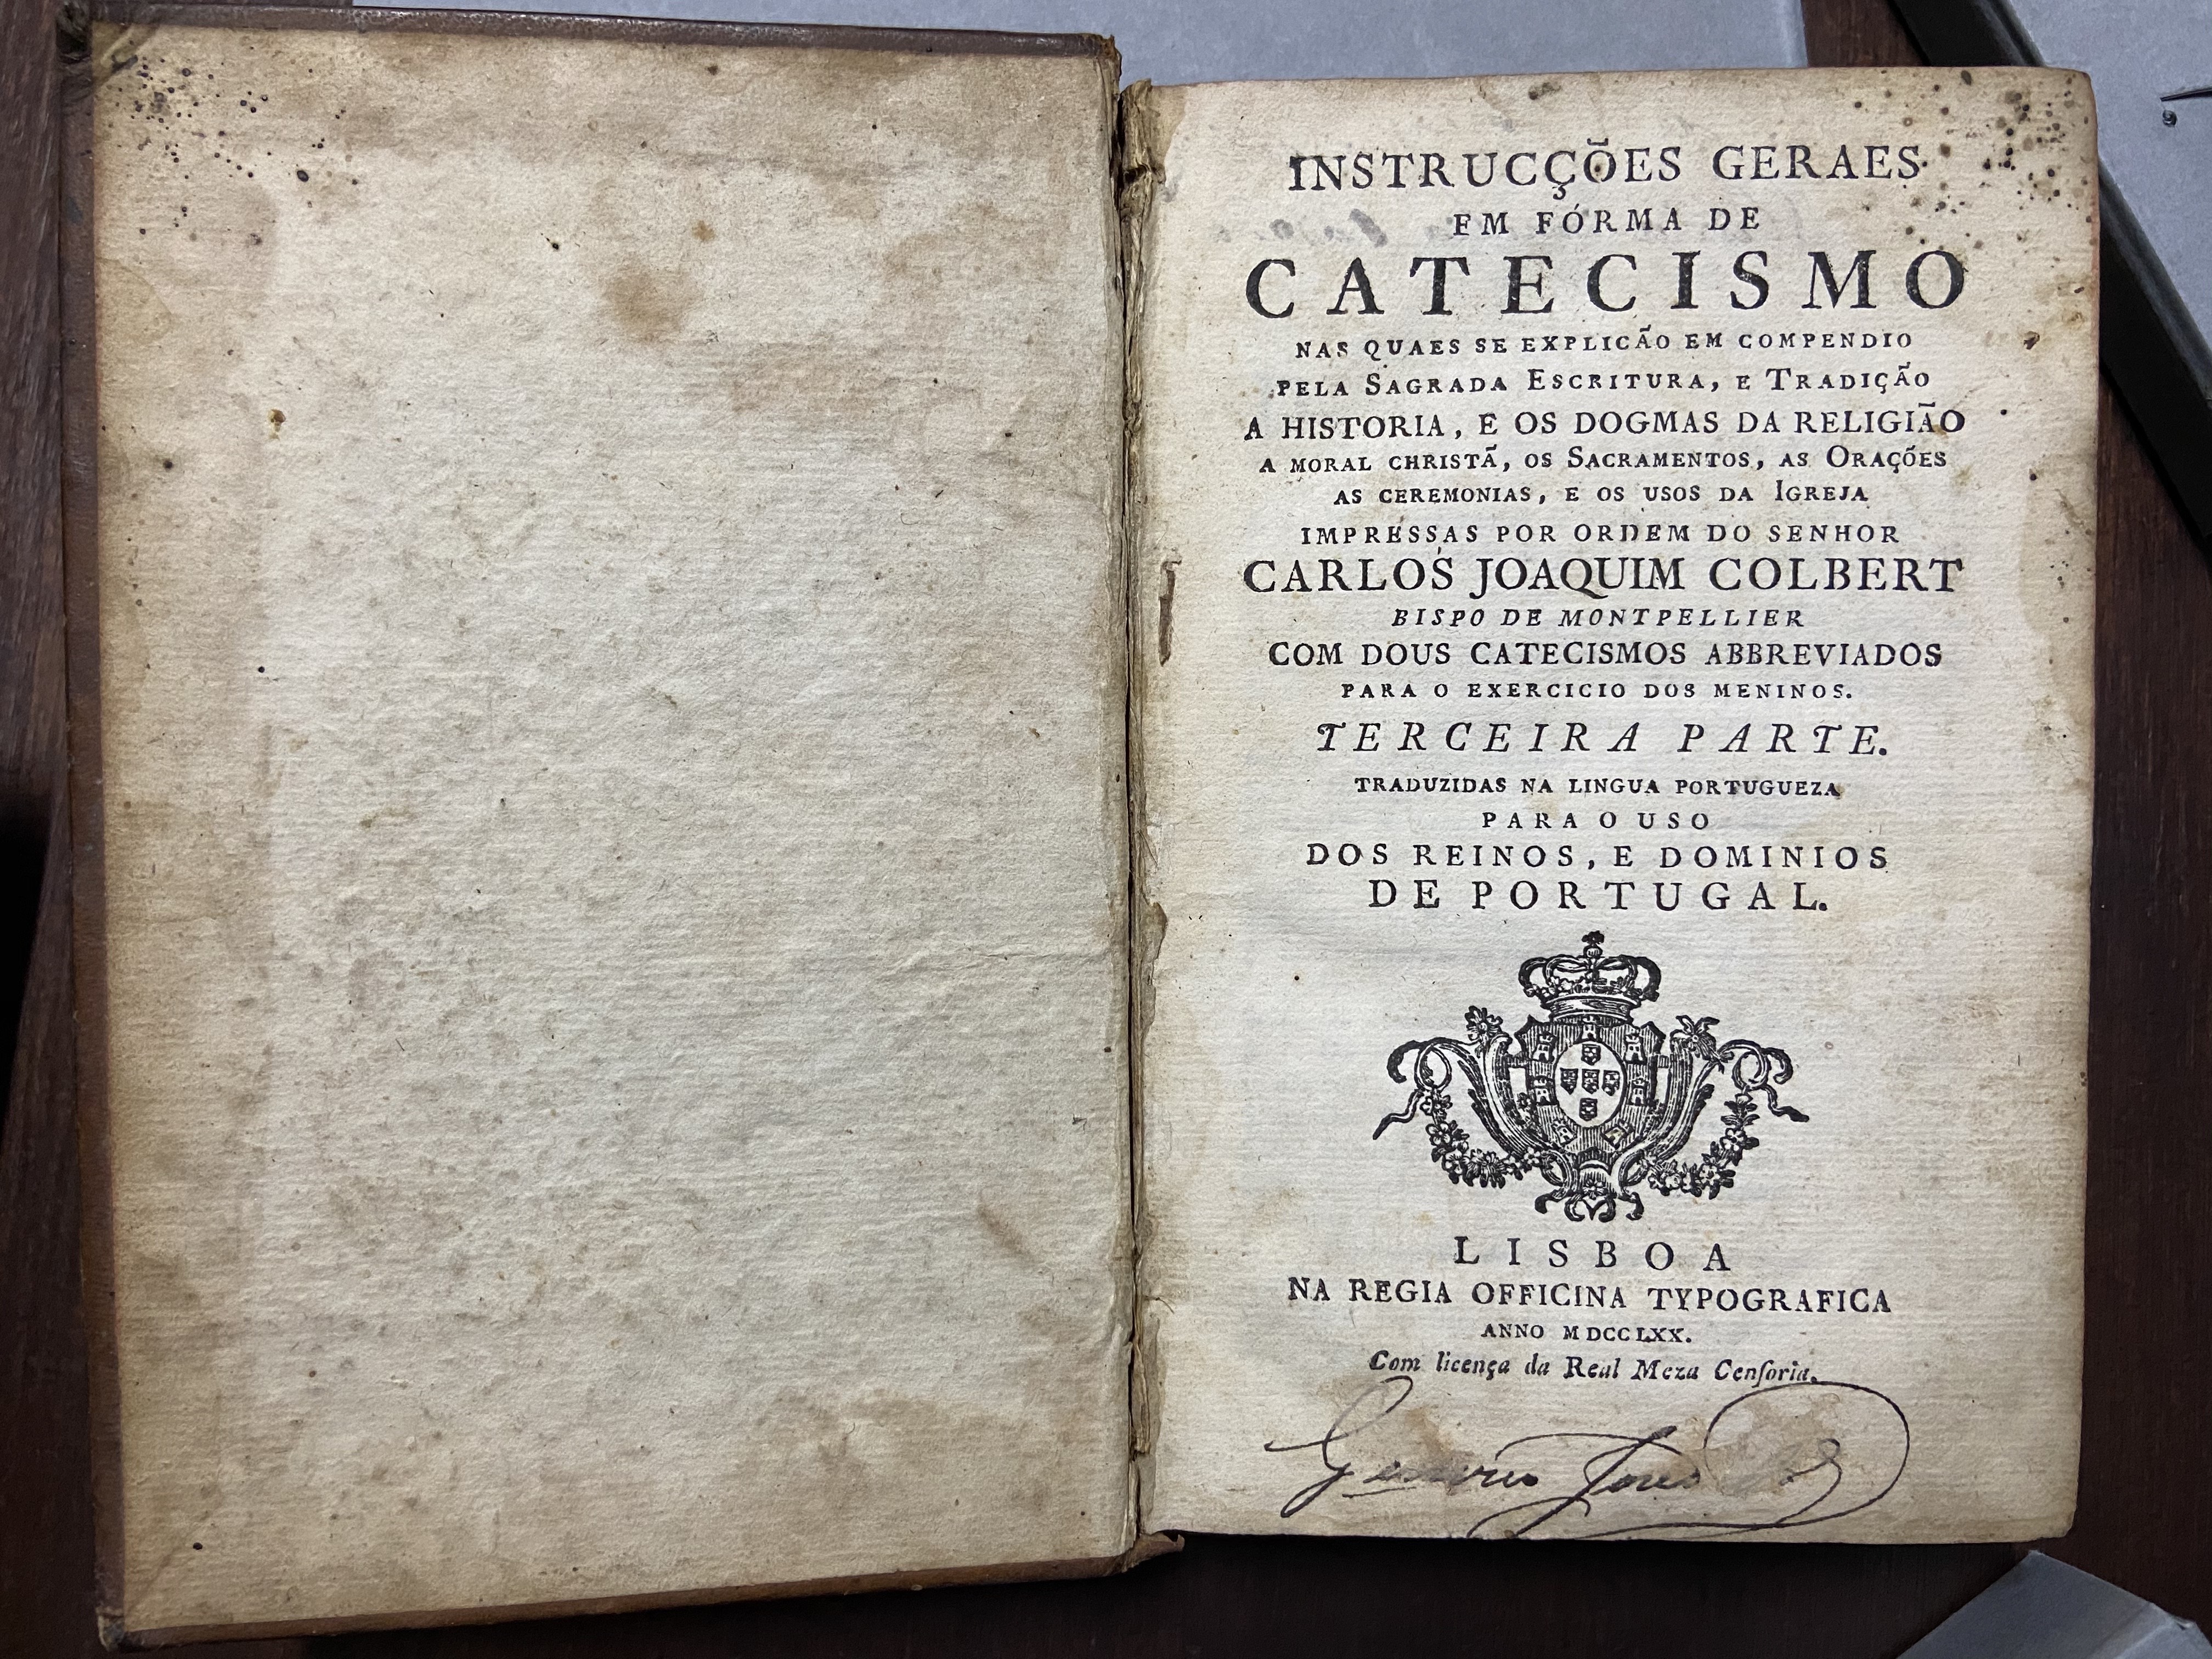 INSTRUCÇÕES GERAES
EM FÓRMA DE
CATECISMO
NAS QUAES SE EXPLICÃO EM COMPENDIO
PELA SAGRADA ESCRITURA, E TRADIÇÃO
A HISTORIA, E OS DOGMAS DA RELIGIÃO
A MORAL CHRISTÃ, OS SACRAMENTOS, AS ORAÇÕES
AS CEREMONIAS, E OS USOS DA IGREJA
IMPRESSAS POR ORDEM DO SENHOR
CARLOS JOAQUIM COLBERT
BISPO DE MONTPELLIER
COM DOUS CATECISMOS ABBREVIADOS
PARA O EXERCICIO DOS MENINOS.
TERCEIRA PARTE.
TRADUZIDAS NA LINGUA PORTUGUEZA
PARA O USO
DOS REINOS, E DOMINIOS
DE PORTUGAL.
LISBOA
NA REGIA OFFICINA TYPOGRAFICA
ANNO MDCCLXX.
Com licença da Real Meza Cenſoria.